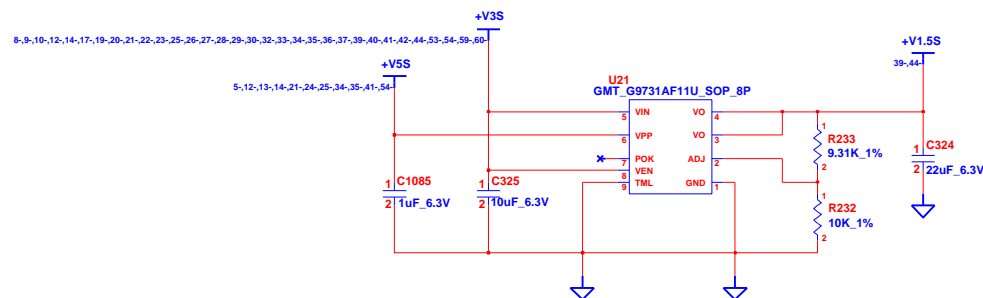 +V3S
8-,9-,10-,12-,14-,17-,19-,20-,21-,22-,23-,25-,26-,27-,28-,29-,30-,32-,33-,34-,35-,36-,37-,39-,40-,41-,42-,44-,53-,54-,59-,60-
+V5S
5-,12-,13-,14-,21-,24-,25-,34-,35-,41-,54-
+V1.5S
39-,44-
U21
GMT_G9731AF11U_SOP_8P
VIN
5
VPP
6
POK
7
VEN
8
TML
9
VO
4
VO
3
ADJ
2
GND
1
1
R233
9.31K_1%
2
1
R232
10K_1%
2
1
C324
2
22uF_6.3V
1
C1085
2
1uF_6.3V
1
C325
2
10uF_6.3V